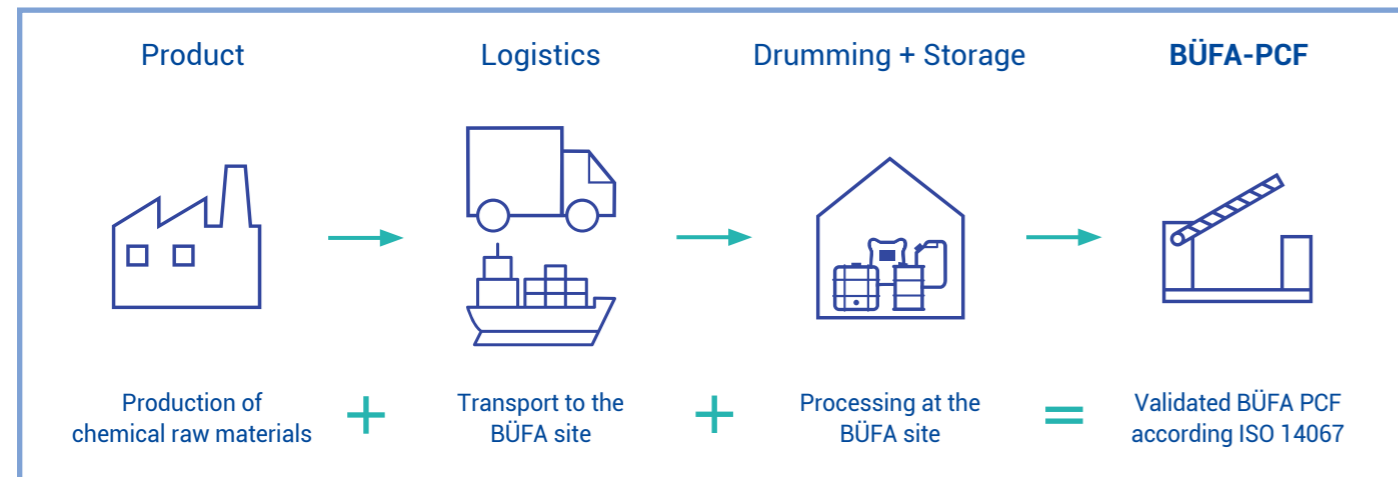 Product
Logistics
Drumming + Storage
BÜFA-PCF
Production of
chemical raw materials
+
Transport to the
BÜFA site
+
Processing at the
BÜFA site
=
Validated BÜFA PCF
according ISO 14067